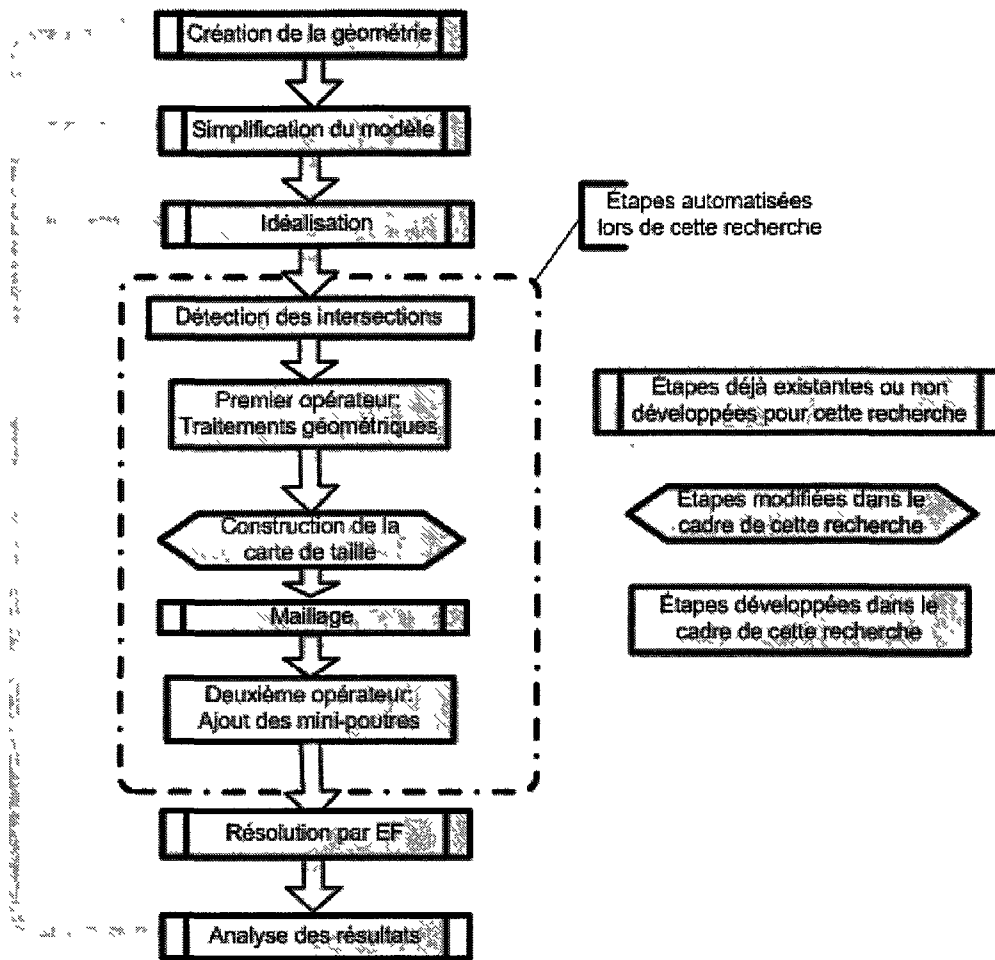 Création de la géométrie
Simplification du modèle
Idéalisation
Étapes automatisées
lors de cette recherche
Détection des intersections
Premier opérateur:
Traitements géométriques
Construction de la
carte de taille
Maillage
Deuxième opérateur:
Ajout des mini-poutres
Résolution par EF
Analyse des résultats
Étapes déjà existantes ou non
développées pour cette recherche
Étapes modifiées dans le
cadre de cette recherche
Étapes développées dans le
cadre de cette recherche